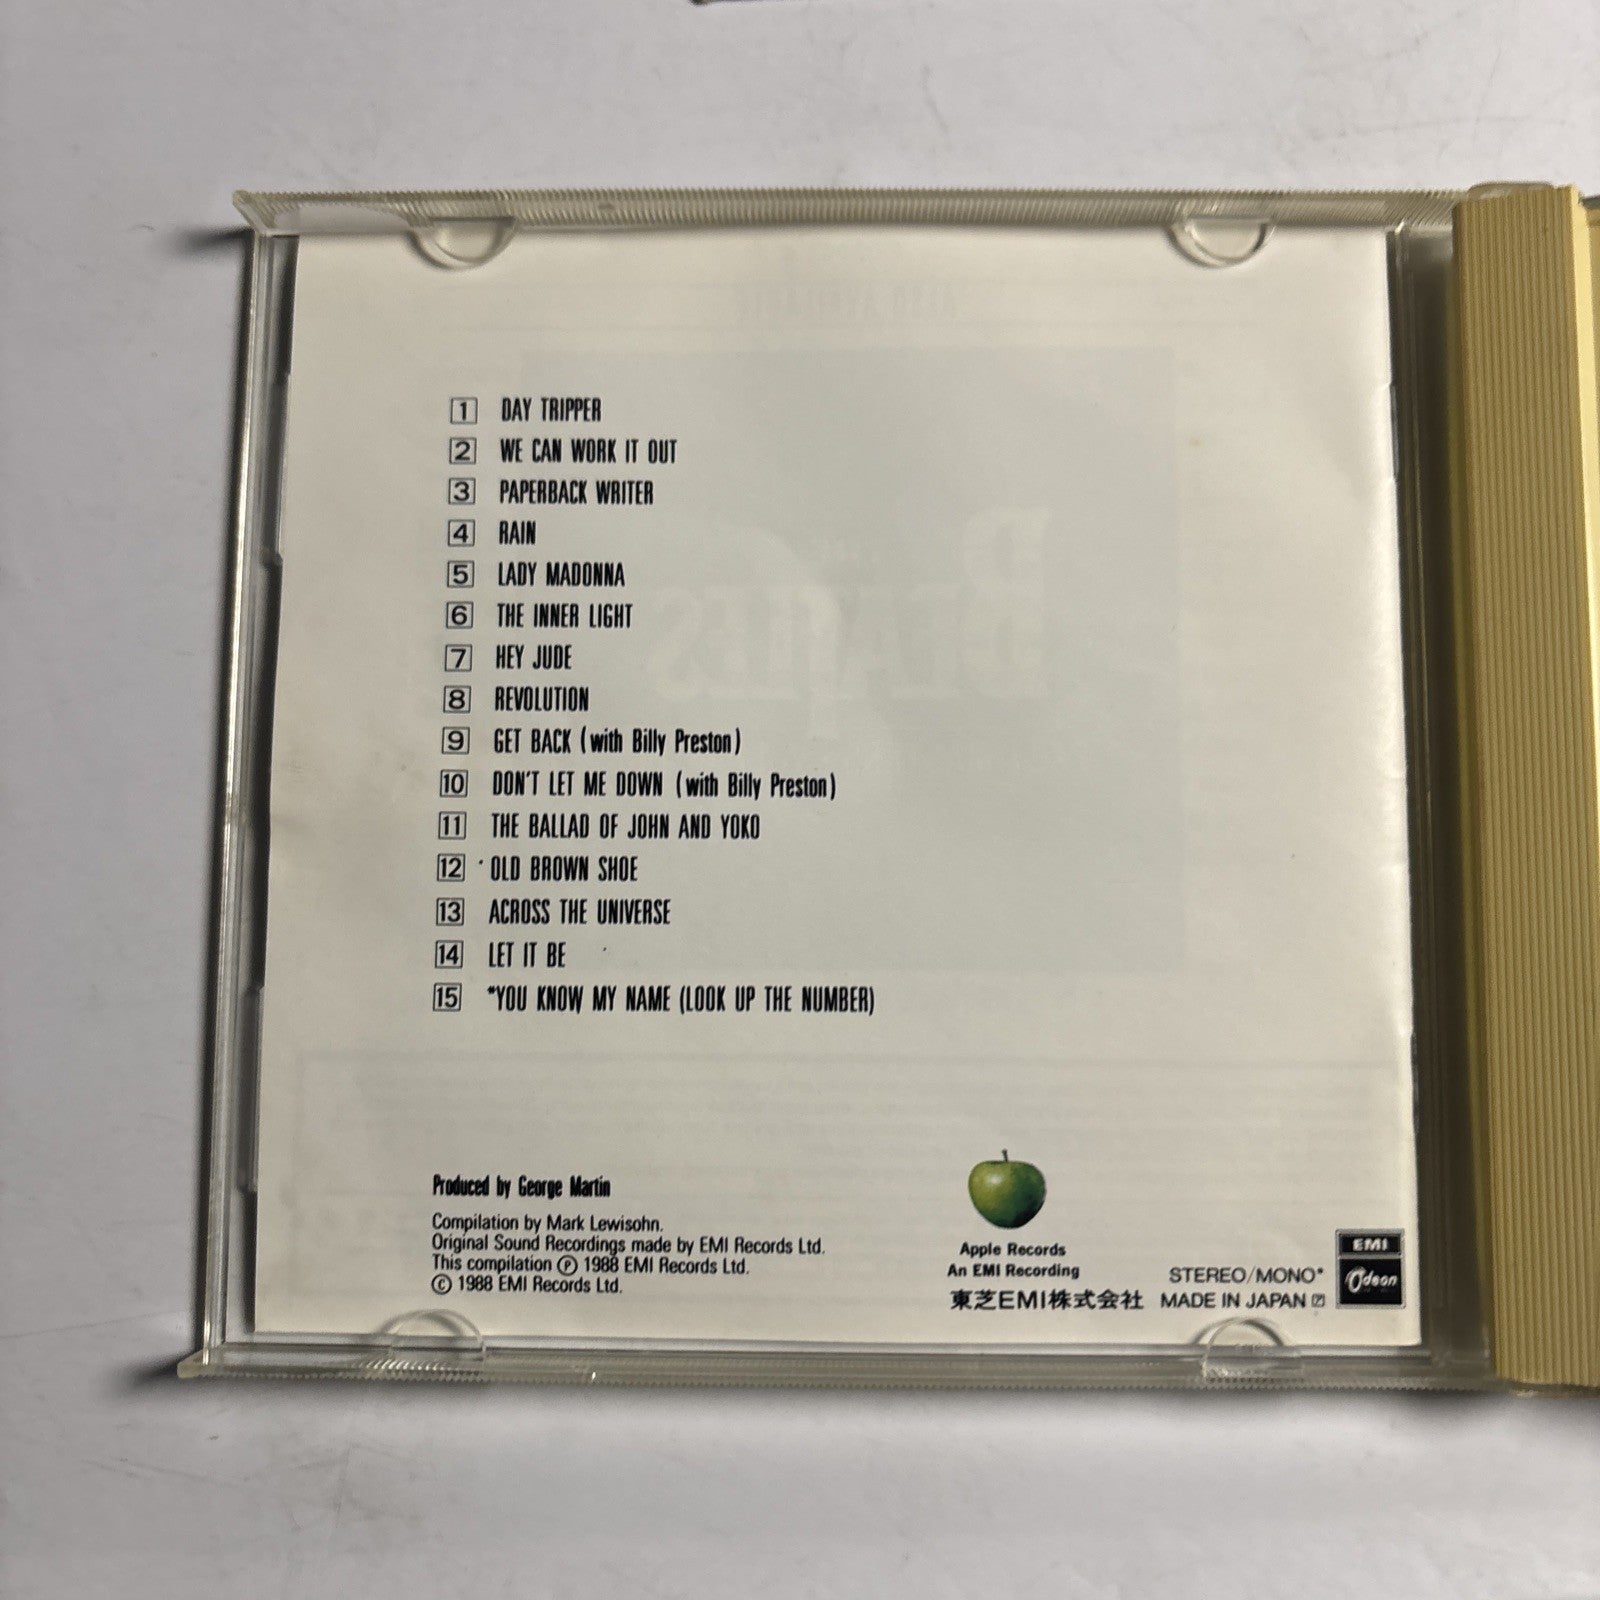 1 DAY TRIPPER
2 WE CAN WORK IT OUT
3 PAPERBACK WRITER
4 RAIN
5 LADY MADONNA
6 THE INNER LIGHT
7 HEY JUDE
8 REVOLUTION
9 GET BACK (with Billy Preston)
10 DON'T LET ME DOWN (with Billy Preston)
11 THE BALLAD OF JOHN AND YOKO
12 OLD BROWN SHOE
13 ACROSS THE UNIVERSE
14 LET IT BE
15 *YOU KNOW MY NAME (LOOK UP THE NUMBER)
Produced by George Martin
Compilation by Mark Lewisohn.
Original Sound Recordings made by EMI Records Ltd.
This compilation Ⓟ 1988 EMI Records Ltd.
© 1988 EMI Records Ltd.
Apple Records
An EMI Recording
東芝EMI株式会社
STEREO/MONO*
MADE IN JAPAN
EMI
Odeon